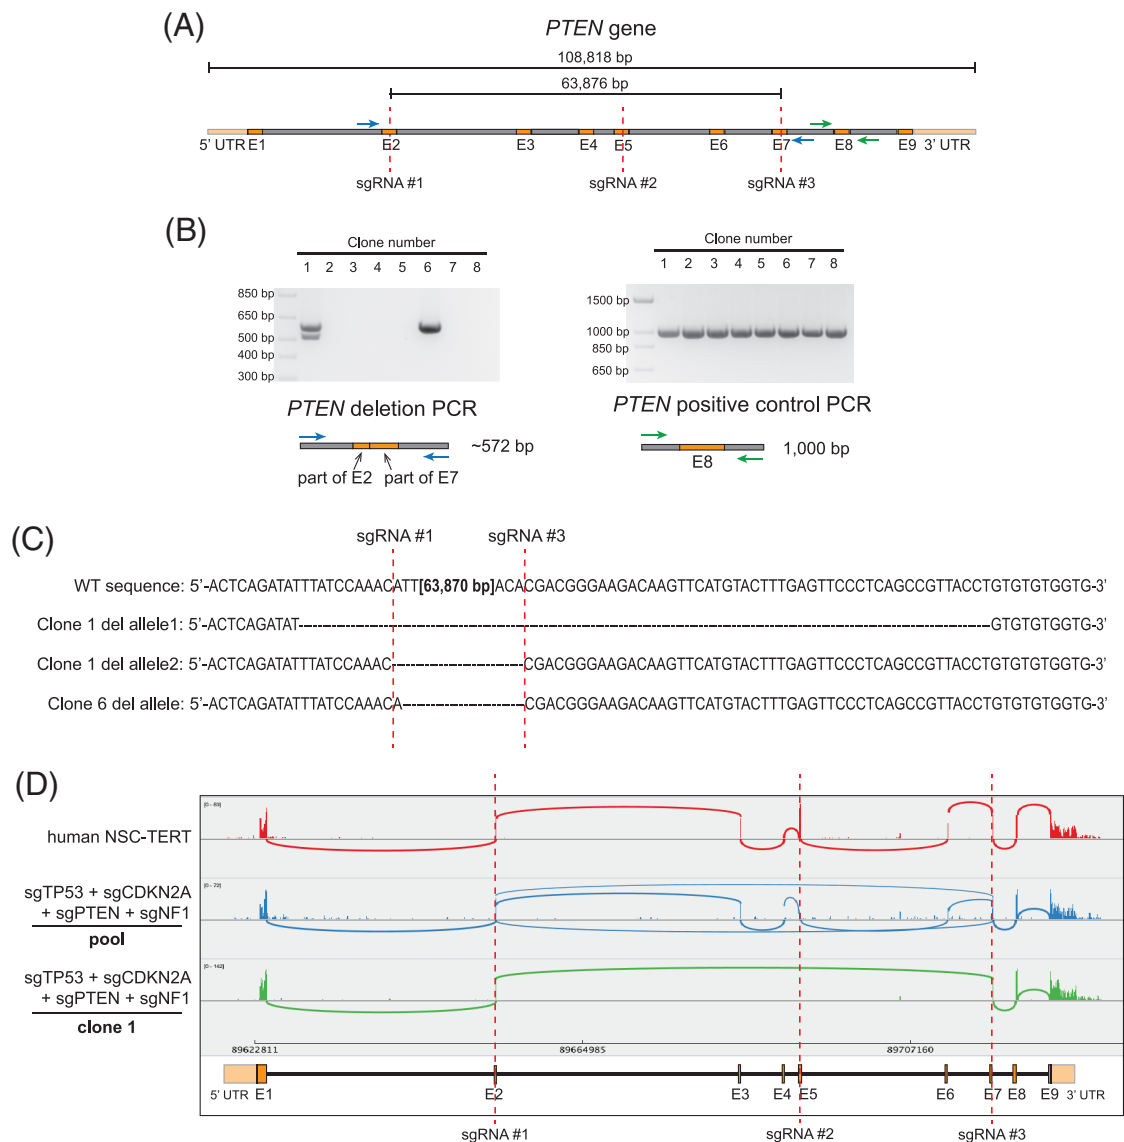 (A)
PTEN gene
108,818 bp
63,876 bp
5' UTR E1 E2 E3 E4 E5 E6 E7 E8 E9 3' UTR
sgRNA #1 sgRNA #2 sgRNA #3
(B)
Clone number
1 2 3 4 5 6 7 8
850 bp
650 bp
500 bp
400 bp
300 bp
PTEN deletion PCR
~572 bp
part of E2 part of E7
Clone number
1 2 3 4 5 6 7 8
1500 bp
1000 bp
850 bp
650 bp
PTEN positive control PCR
1,000 bp
E8
(C)
sgRNA #1 sgRNA #3
WT sequence: 5'-ACTCAGATATTTATCCAAACATT[63,870 bp]ACACGACGGGAAGACAAGTTCATGTACTTTGAGTTCCCTCAGCCGTTACCTGTGTGTGGTG-3'
Clone 1 del allele1: 5'-ACTCAGATAT--------------------GTGTGTGGTG-3'
Clone 1 del allele2: 5'-ACTCAGATATTTATCCAAAC--------------------CGACGGGAAGACAAGTTCATGTACTTTGAGTTCCCTCAGCCGTTACCTGTGTGTGGTG-3'
Clone 6 del allele: 5'-ACTCAGATATTTATCCAAACA--------------------CGACGGGAAGACAAGTTCATGTACTTTGAGTTCCCTCAGCCGTTACCTGTGTGTGGTG-3'
(D)
human NSC-TERT
[0 - 83]
sgTP53 + sgCDKN2A
+ sgPTEN + sgNF1
pool
[0 - 72]
sgTP53 + sgCDKN2A
+ sgPTEN + sgNF1
clone 1
[0 - 142]
89622811 89664985 89707160
5' UTR E1 E2 E3 E4 E5 E6 E7 E8 E9 3' UTR
sgRNA #1 sgRNA #2 sgRNA #3